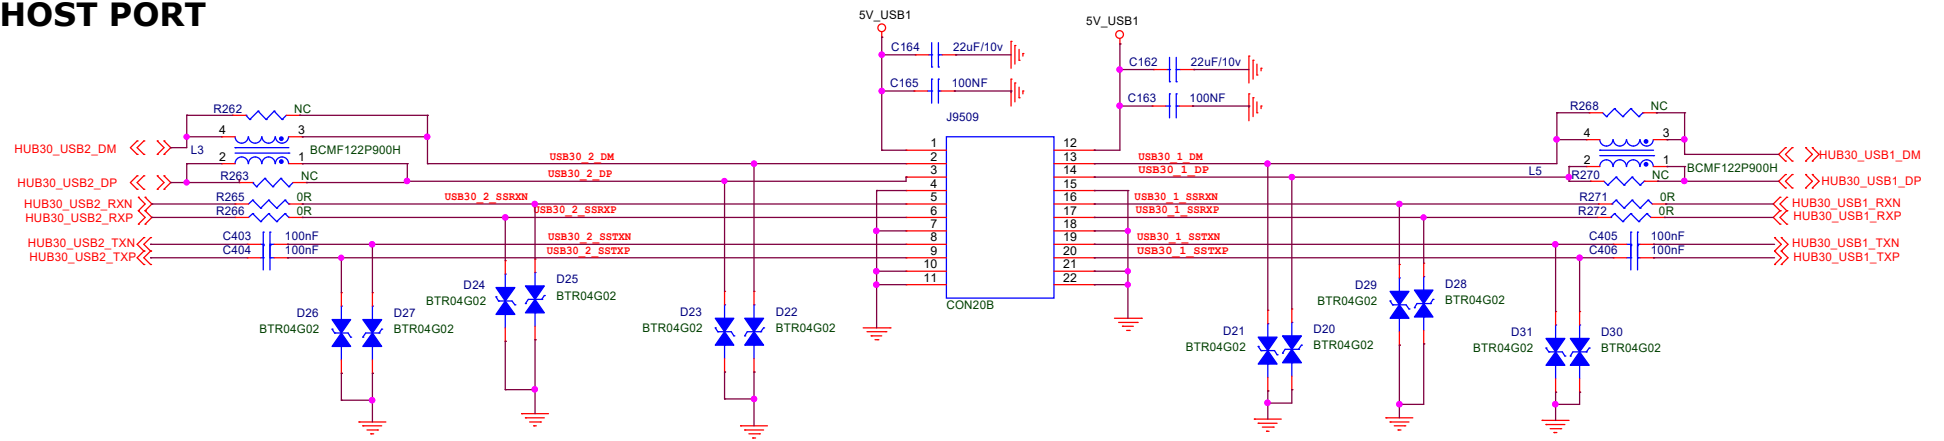 HOST PORT
5V_USB1
5V_USB1
C164 22uF/10v
C162 22uF/10v
C165 100NF
C163 100NF
J9509
R262 NC
4 3
L3 BCMF122P900H
2 1
R263 NC
HUB30_USB2_DM
HUB30_USB2_DP
R265 0R
HUB30_USB2_RXN
R266 0R
HUB30_USB2_RXP
C403 100nF
HUB30_USB2_TXN
C404 100nF
HUB30_USB2_TXP
USB30_2_DM
USB30_2_DP
USB30_2_SSRXN
USB30_2_SSRXP
USB30_2_SSTXN
USB30_2_SSTXP
1 12
2 13
3 14
4 15
5 16
6 17
7 18
8 19
9 20
10 21
11 22
CON20B
USB30_1_DM
USB30_1_DP
USB30_1_SSRXN
USB30_1_SSRXP
USB30_1_SSTXN
USB30_1_SSTXP
R268 NC
4 3
2 1
L5 BCMF122P900H
R270 NC
HUB30_USB1_DM
HUB30_USB1_DP
R271 0R
HUB30_USB1_RXN
R272 0R
HUB30_USB1_RXP
C405 100nF
HUB30_USB1_TXN
C406 100nF
HUB30_USB1_TXP
D26
BTR04G02
D27
BTR04G02
D24
BTR04G02
D25
BTR04G02
D23
BTR04G02
D22
BTR04G02
D21
BTR04G02
D20
BTR04G02
D29
BTR04G02
D28
BTR04G02
D31
BTR04G02
D30
BTR04G02